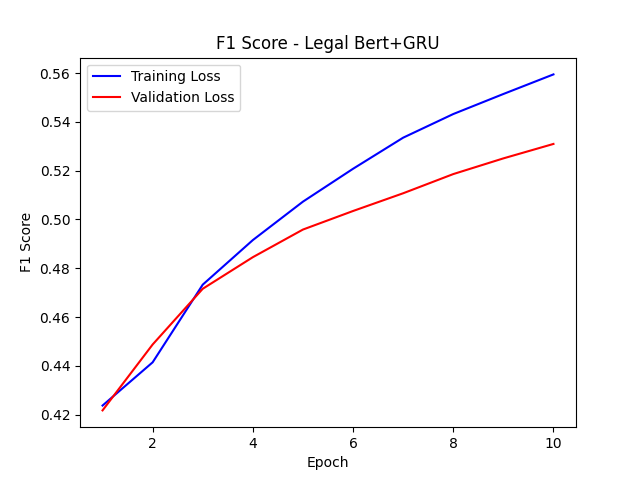 F1 Score - Legal Bert+GRU
Training Loss
Validation Loss
0.56
0.54
0.52
0.50
0.48
0.46
0.44
0.42
F1 Score
2 4 6 8 10
Epoch